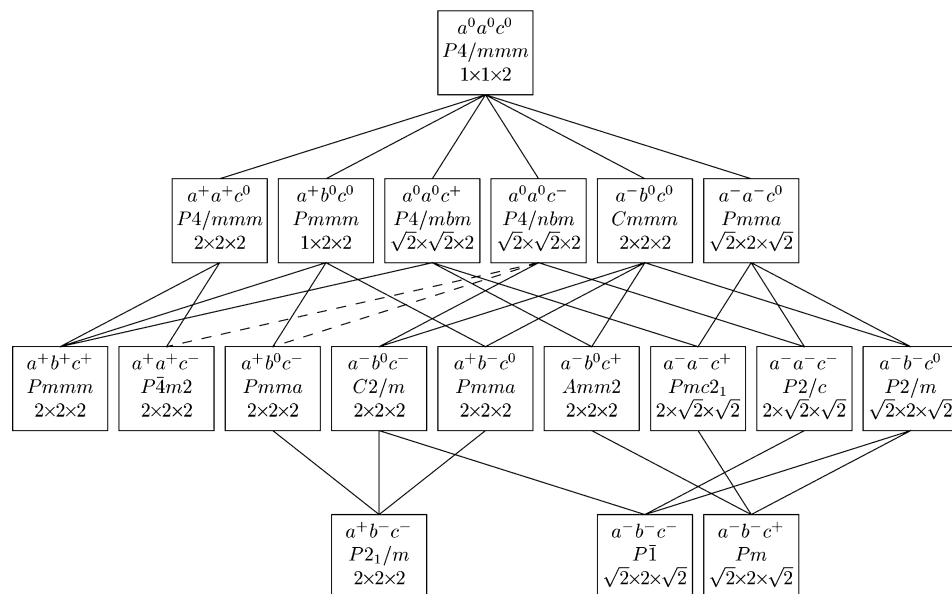 a⁰a⁰c⁰
P4/mmm
1×1×2
a⁺a⁺c⁰
P4/mmm
2×2×2
a⁺b⁰c⁰
Pmmm
1×2×2
a⁰a⁰c⁺
P4/mbm
√2×√2×2
a⁰a⁰c⁻
P4/nbm
√2×√2×2
a⁻b⁰c⁰
Cmmm
2×2×2
a⁻a⁻c⁰
Pmma
√2×2×√2
a⁺b⁺c⁺
Pmmm
2×2×2
a⁺a⁺c⁻
P4̄m2
2×2×2
a⁺b⁰c⁻
Pmma
2×2×2
a⁻b⁰c⁻
C2/m
2×2×2
a⁺b⁻c⁰
Pmma
2×2×2
a⁻b⁰c⁺
Amm2
2×2×2
a⁻a⁻c⁺
Pmc2₁
2×√2×√2
a⁻a⁻c⁻
P2/c
2×√2×√2
a⁻b⁻c⁰
P2/m
√2×2×√2
a⁺b⁻c⁻
P2₁/m
2×2×2
a⁻b⁻c⁻
P1̄
√2×2×√2
a⁻b⁻c⁺
Pm
√2×2×√2